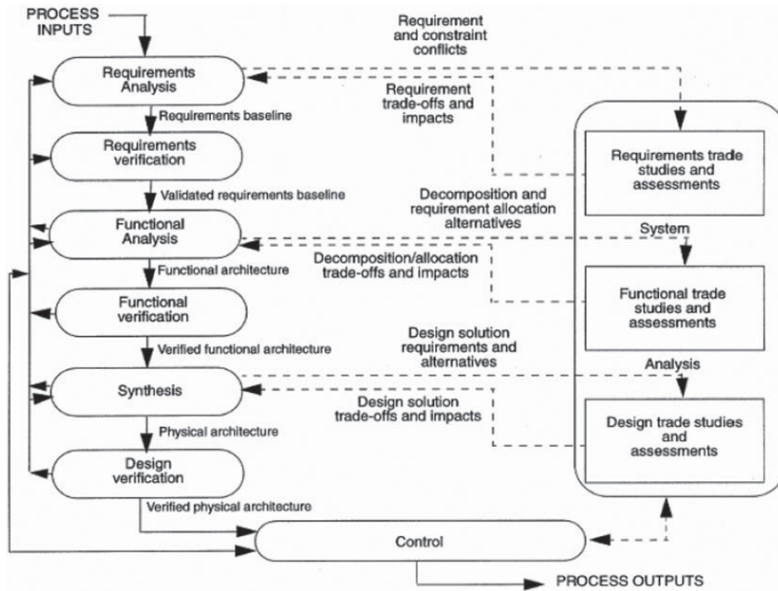 PROCESS
INPUTS
Requirement
and constraint
conflicts
Requirements
Analysis
Requirement
trade-offs and
impacts
Requirements baseline
Requirements
verification
Requirements trade
studies and
assessments
Validated requirements baseline
Decomposition and
requirement allocation
alternatives
Functional
Analysis
System
Functional architecture
Decomposition/allocation
trade-offs and impacts
Functional
verification
Functional trade
studies and
assessments
Verified functional architecture
Design solution
requirements and
alternatives
Synthesis
Analysis
Design solution
trade-offs and impacts
Physical architecture
Design trade studies
and
assessments
Design
verification
Verified physical architecture
Control
PROCESS OUTPUTS